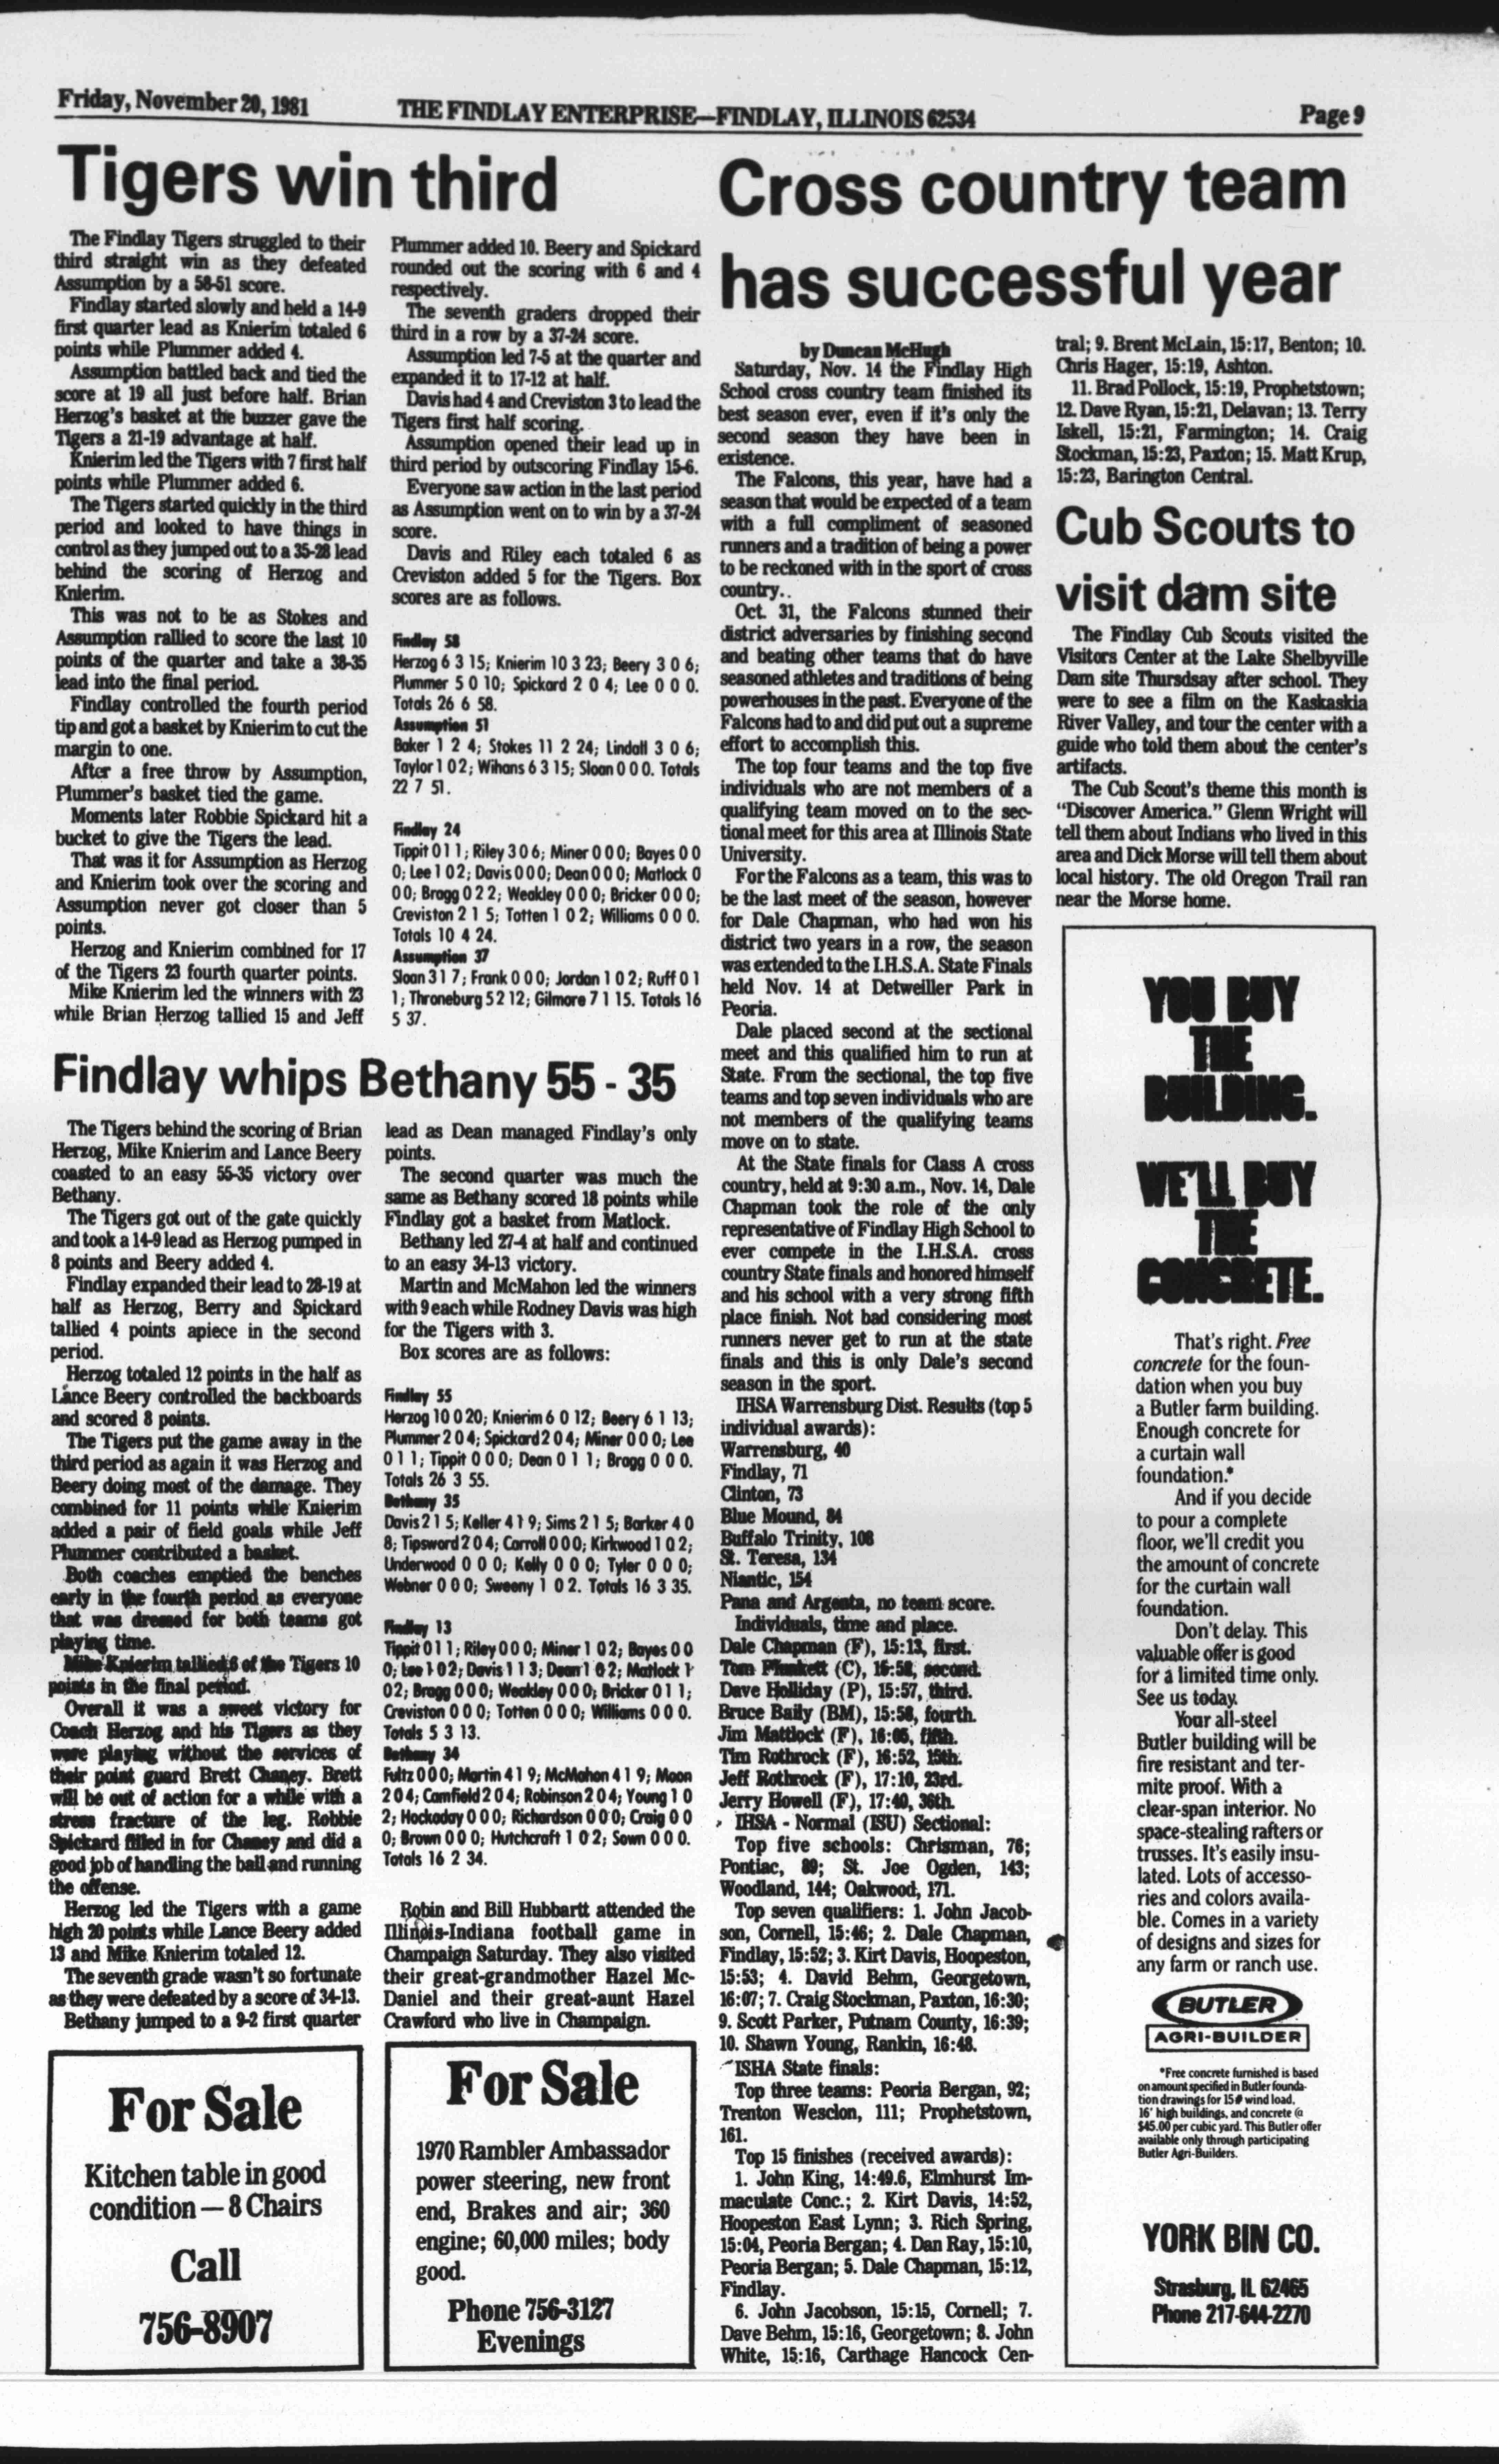 Friday, November 20, 1981
THE FINDLAY ENTERPRISE—FINDLAY, ILLINOIS 62534
Page 9
Tigers win third
The Findlay Tigers struggled to their
third straight win as they defeated
Assumption by a 58-51 score.
Findlay started slowly and held a 14-9
first quarter lead as Knierim totaled 6
points while Plummer added 4.
Assumption battled back and tied the
score at 19 all just before half. Brian
Herzog's basket at the buzzer gave the
Tigers a 21-19 advantage at half.
Knierim led the Tigers with 7 first half
points while Plummer added 6.
The Tigers started quickly in the third
period and looked to have things in
control as they jumped out to a 35-28 lead
behind the scoring of Herzog and
Knierim.
This was not to be as Stokes and
Assumption rallied to score the last 10
points of the quarter and take a 38-35
lead into the final period.
Findlay controlled the fourth period
tip and got a basket by Knierim to cut the
margin to one.
After a free throw by Assumption,
Plummer's basket tied the game.
Moments later Robbie Spickard hit a
bucket to give the Tigers the lead.
That was it for Assumption as Herzog
and Knierim took over the scoring and
Assumption never got closer than 5
points.
Herzog and Knierim combined for 17
of the Tigers 23 fourth quarter points.
Mike Knierim led the winners with 23
while Brian Herzog tallied 15 and Jeff
Plummer added 10. Beery and Spickard
rounded out the scoring with 6 and 4
respectively.
The seventh graders dropped their
third in a row by a 37-24 score.
Assumption led 7-5 at the quarter and
expanded it to 17-12 at half.
Davis had 4 and Creviston 3 to lead the
Tigers first half scoring.
Assumption opened their lead up in
third period by outscoring Findlay 15-6.
Everyone saw action in the last period
as Assumption went on to win by a 37-24
score.
Davis and Riley each totaled 6 as
Creviston added 5 for the Tigers. Box
scores are as follows.
Findlay 58
Herzog 6 3 15; Knierim 10 3 23; Beery 3 0 6;
Plummer 5 0 10; Spickard 2 0 4; Lee 0 0 0.
Totals 26 6 58.
Assumption 51
Baker 1 2 4; Stokes 11 2 24; Lindall 3 0 6;
Taylor 1 0 2; Wihans 6 3 15; Sloan 0 0 0. Totals
22 7 51.
Findlay 24
Tippit 0 1 1; Riley 3 0 6; Miner 0 0 0; Bayes 0 0
0; Lee 1 0 2; Davis 0 0 0; Dean 0 0 0; Matlock 0
0 0; Bragg 0 2 2; Weakley 0 0 0; Bricker 0 0 0;
Creviston 2 1 5; Totten 1 0 2; Williams 0 0 0.
Totals 10 4 24.
Assumption 37
Sloan 3 1 7; Frank 0 0 0; Jordan 1 0 2; Ruff 0 1
1; Throneburg 5 2 12; Gilmore 7 1 15. Totals 16
5 37.
Findlay whips Bethany 55 - 35
The Tigers behind the scoring of Brian
Herzog, Mike Knierim and Lance Beery
coasted to an easy 55-35 victory over
Bethany.
The Tigers got out of the gate quickly
and took a 14-9 lead as Herzog pumped in
8 points and Beery added 4.
Findlay expanded their lead to 28-19 at
half as Herzog, Berry and Spickard
tallied 4 points apiece in the second
period.
Herzog totaled 12 points in the half as
Lance Beery controlled the backboards
and scored 8 points.
The Tigers put the game away in the
third period as again it was Herzog and
Beery doing most of the damage. They
combined for 11 points while Knierim
added a pair of field goals while Jeff
Plummer contributed a basket.
Both coaches emptied the benches
early in the fourth period as everyone
that was dressed for both teams got
playing time.
Mike Knierim tallied 6 of the Tigers 10
points in the final period.
Overall it was a sweet victory for
Coach Herzog and his Tigers as they
were playing without the services of
their point guard Brett Chaney. Brett
will be out of action for a while with a
stress fracture of the leg. Robbie
Spickard filled in for Chaney and did a
good job of handling the ball and running
the offense.
Herzog led the Tigers with a game
high 20 points while Lance Beery added
13 and Mike Knierim totaled 12.
The seventh grade wasn't so fortunate
as they were defeated by a score of 34-13.
Bethany jumped to a 9-2 first quarter
lead as Dean managed Findlay's only
points.
The second quarter was much the
same as Bethany scored 18 points while
Findlay got a basket from Matlock.
Bethany led 27-4 at half and continued
to an easy 34-13 victory.
Martin and McMahon led the winners
with 9 each while Rodney Davis was high
for the Tigers with 3.
Box scores are as follows:
Findlay 55
Herzog 10 0 20; Knierim 6 0 12; Beery 6 1 13;
Plummer 2 0 4; Spickard 2 0 4; Miner 0 0 0; Lee
0 1 1; Tippit 0 0 0; Dean 0 1 1; Bragg 0 0 0.
Totals 26 3 55.
Bethany 35
Davis 2 1 5; Keller 4 1 9; Sims 2 1 5; Barker 4 0
8; Tipsword 2 0 4; Carroll 0 0 0; Kirkwood 1 0 2;
Underwood 0 0 0; Kelly 0 0 0; Tyler 0 0 0;
Webner 0 0 0; Sweeny 1 0 2. Totals 16 3 35.
Findlay 13
Tippit 0 1 1; Riley 0 0 0; Miner 1 0 2; Bayes 0 0
0; Lee 1 0 2; Davis 1 1 3; Dean 1 0 2; Matlock 1
0 2; Bragg 0 0 0; Weakley 0 0 0; Bricker 0 1 1;
Creviston 0 0 0; Totten 0 0 0; Williams 0 0 0.
Totals 5 3 13.
Bethany 34
Fultz 0 0 0; Martin 4 1 9; McMahon 4 1 9; Moon
2 0 4; Camfield 2 0 4; Robinson 2 0 4; Young 1 0
2; Hockaday 0 0 0; Richardson 0 0 0; Craig 0 0
0; Brown 0 0 0; Hutchcraft 1 0 2; Sown 0 0 0.
Totals 16 2 34.
Robin and Bill Hubbartt attended the
Illinois-Indiana football game in
Champaign Saturday. They also visited
their great-grandmother Hazel Mc-
Daniel and their great-aunt Hazel
Crawford who live in Champaign.
For Sale
Kitchen table in good
condition — 8 Chairs
Call
756-8907
For Sale
1970 Rambler Ambassador
power steering, new front
end, Brakes and air; 360
engine; 60,000 miles; body
good.
Phone 756-3127
Evenings
Cross country team
has successful year
by Duncan McHugh
Saturday, Nov. 14 the Findlay High
School cross country team finished its
best season ever, even if it's only the
second season they have been in
existence.
The Falcons, this year, have had a
season that would be expected of a team
with a full compliment of seasoned
runners and a tradition of being a power
to be reckoned with in the sport of cross
country..
Oct. 31, the Falcons stunned their
district adversaries by finishing second
and beating other teams that do have
seasoned athletes and traditions of being
powerhouses in the past. Everyone of the
Falcons had to and did put out a supreme
effort to accomplish this.
The top four teams and the top five
individuals who are not members of a
qualifying team moved on to the sec-
tional meet for this area at Illinois State
University.
For the Falcons as a team, this was to
be the last meet of the season, however
for Dale Chapman, who had won his
district two years in a row, the season
was extended to the I.H.S.A. State Finals
held Nov. 14 at Detweiller Park in
Peoria.
Dale placed second at the sectional
meet and this qualified him to run at
State. From the sectional, the top five
teams and top seven individuals who are
not members of the qualifying teams
move on to state.
At the State finals for Class A cross
country, held at 9:30 a.m., Nov. 14, Dale
Chapman took the role of the only
representative of Findlay High School to
ever compete in the I.H.S.A. cross
country State finals and honored himself
and his school with a very strong fifth
place finish. Not bad considering most
runners never get to run at the state
finals and this is only Dale's second
season in the sport.
IHSA Warrensburg Dist. Results (top 5
individual awards):
Warrensburg, 40
Findlay, 71
Clinton, 73
Blue Mound, 84
Buffalo Trinity, 108
St. Teresa, 134
Niantic, 154
Pana and Argenta, no team score.
Individuals, time and place.
Dale Chapman (F), 15:13, first.
Tom Plunkett (C), 15:58, second.
Dave Holliday (P), 15:57, third.
Bruce Baily (BM), 15:58, fourth.
Jim Mattlock (F), 16:05, fifth.
Tim Rothrock (F), 16:52, 15th.
Jeff Rothrock (F), 17:10, 23rd.
Jerry Howell (F), 17:40, 36th.
IHSA - Normal (ISU) Sectional:
Top five schools: Chrisman, 76;
Pontiac, 89; St. Joe Ogden, 143;
Woodland, 144; Oakwood, 171.
Top seven qualifiers: 1. John Jacob-
son, Cornell, 15:46; 2. Dale Chapman,
Findlay, 15:52; 3. Kirt Davis, Hoopeston,
15:53; 4. David Behm, Georgetown,
16:07; 7. Craig Stockman, Paxton, 16:30;
9. Scott Parker, Putnam County, 16:39;
10. Shawn Young, Rankin, 16:48.
ISHA State finals:
Top three teams: Peoria Bergan, 92;
Trenton Wesclon, 111; Prophetstown,
161.
Top 15 finishes (received awards):
1. John King, 14:49.6, Elmhurst Im-
maculate Conc.; 2. Kirt Davis, 14:52,
Hoopeston East Lynn; 3. Rich Spring,
15:04, Peoria Bergan; 4. Dan Ray, 15:10,
Peoria Bergan; 5. Dale Chapman, 15:12,
Findlay.
6. John Jacobson, 15:15, Cornell; 7.
Dave Behm, 15:16, Georgetown; 8. John
White, 15:16, Carthage Hancock Cen-
tral; 9. Brent McLain, 15:17, Benton; 10.
Chris Hager, 15:19, Ashton.
11. Brad Pollock, 15:19, Prophetstown;
12. Dave Ryan, 15:21, Delavan; 13. Terry
Iskell, 15:21, Farmington; 14. Craig
Stockman, 15:23, Paxton; 15. Matt Krup,
15:23, Barington Central.
Cub Scouts to
visit dam site
The Findlay Cub Scouts visited the
Visitors Center at the Lake Shelbyville
Dam site Thursdsay after school. They
were to see a film on the Kaskaskia
River Valley, and tour the center with a
guide who told them about the center's
artifacts.
The Cub Scout's theme this month is
"Discover America." Glenn Wright will
tell them about Indians who lived in this
area and Dick Morse will tell them about
local history. The old Oregon Trail ran
near the Morse home.
YOU BUY
THE
BUILDING.
WE'LL BUY
THE
CONCRETE.
That's right. Free
concrete for the foun-
dation when you buy
a Butler farm building.
Enough concrete for
a curtain wall
foundation.*
And if you decide
to pour a complete
floor, we'll credit you
the amount of concrete
for the curtain wall
foundation.
Don't delay. This
valuable offer is good
for a limited time only.
See us today.
Your all-steel
Butler building will be
fire resistant and ter-
mite proof. With a
clear-span interior. No
space-stealing rafters or
trusses. It's easily insu-
lated. Lots of accesso-
ries and colors availa-
ble. Comes in a variety
of designs and sizes for
any farm or ranch use.
BUTLER
AGRI-BUILDER
*Free concrete furnished is based
on amount specified in Butler founda-
tion drawings for 15# wind load,
16' high buildings, and concrete @
$45.00 per cubic yard. This Butler offer
available only through participating
Butler Agri-Builders.
YORK BIN CO.
Strasburg, IL 62465
Phone 217-644-2270